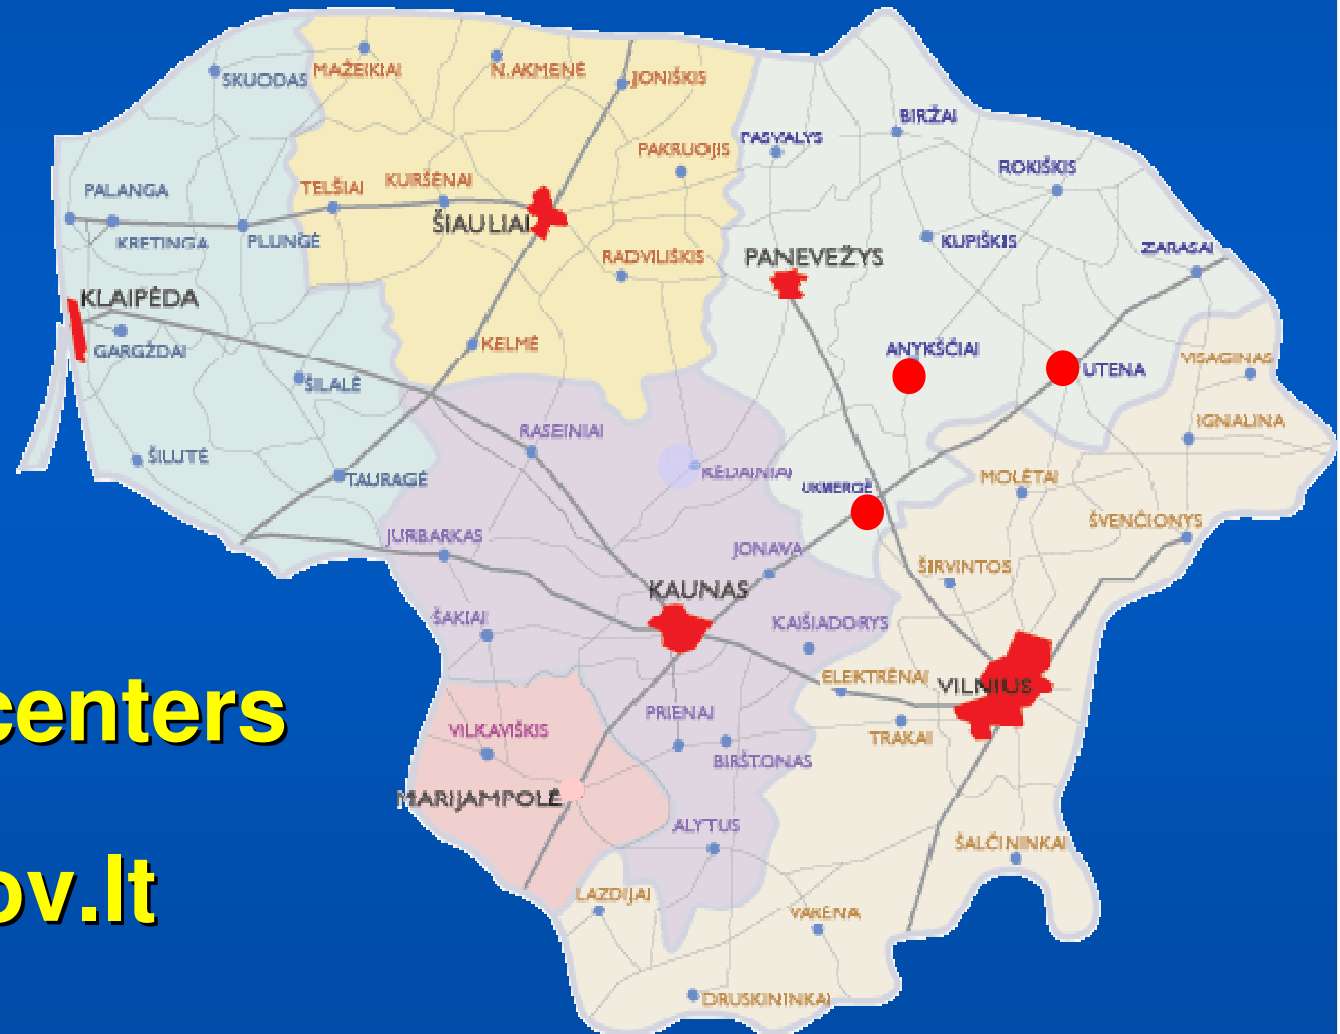 MAŽEIKIAI
N.AKMENĖ
JONIŠKIS
SKUODAS
BIRŽAI
PASVALYS
PAKRUOJIS
ROKIŠKIS
PALANGA
TELŠIAI
KURŠĖNAI
ŠIAULIAI
KRETINGA
PLUNGĖ
KUPIŠKIS
ZARASAI
RADVILIŠKIS
PANEVĖŽYS
KLAIPĖDA
GARGŽDAI
KELMĖ
ANYKŠČIAI
UTENA
VISAGINAS
ŠILALĖ
IGNALINA
RASEINIAI
ŠILUTĖ
TAURAGĖ
KĖDAINIAI
UKMERGĖ
MOLĖTAI
ŠVENČIONYS
JURBARKAS
JONAVA
ŠIRVINTOS
KAUNAS
ŠAKIAI
KAIŠIADORYS
ELEKTRĖNAI
VILNIUS
centers
PRIENAI
VILKAVIŠKIS
TRAKAI
BIRŠTONAS
MARIJAMPOLĖ
ALYTUS
ŠALČININKAI
ov.lt
LAZDIJAI
VARĖNA
DRUSKININKAI